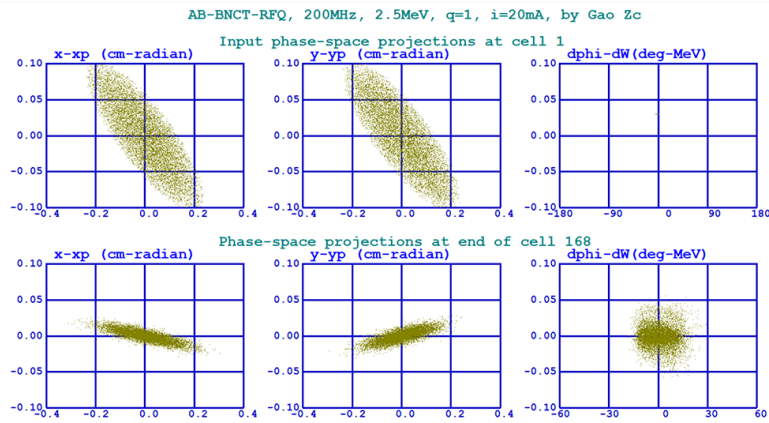 AB-BNCT-RFQ, 200MHz, 2.5MeV, q=1, i=20mA, by Gao Zc
Input phase-space projections at cell 1
x-xp (cm-radian) y-yp (cm-radian) dphi-dW(deg-MeV)
0.10 0.10 0.10
0.05 0.05 0.05
0.00 0.00 0.00
-0.05 -0.05 -0.05
-0.10 -0.10 -0.10
-0.4 -0.2 0.0 0.2 0.4 -0.4 -0.2 0.0 0.2 0.4 -180 -90 0 90 180
Phase-space projections at end of cell 168
x-xp (cm-radian) y-yp (cm-radian) dphi-dW(deg-MeV)
0.10 0.10 0.10
0.05 0.05 0.05
0.00 0.00 0.00
-0.05 -0.05 -0.05
-0.10 -0.10 -0.10
-0.4 -0.2 0.0 0.2 0.4 -0.4 -0.2 0.0 0.2 0.4 -60 -30 0 30 60